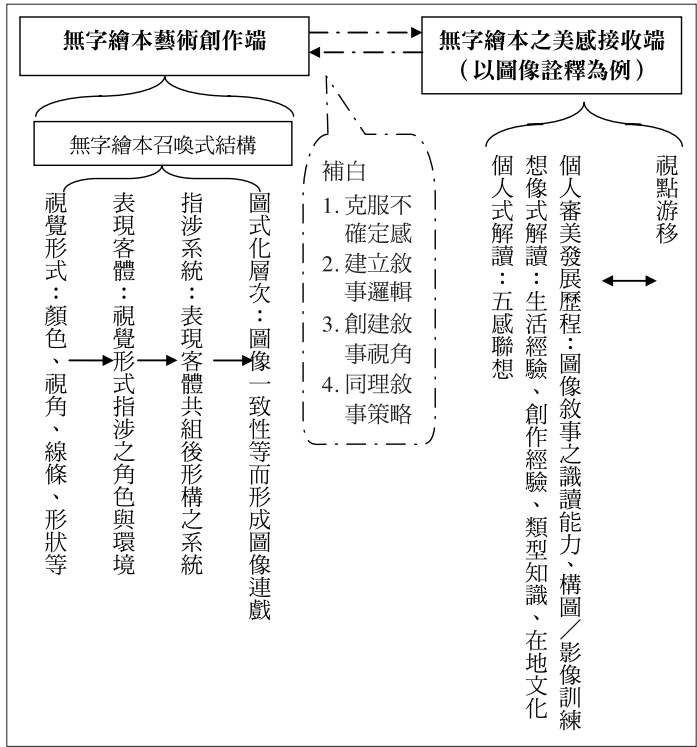 無字繪本藝術創作端
無字繪本之美感接收端
（以圖像詮釋為例）
無字繪本召喚式結構
視覺形式：顏色、視角、線條、形狀等
表現客體：視覺形式指涉之角色與環境
指涉系統：表現客體共組後形構之系統
圖式化層次：圖像一致性等而形成圖像連戲
補白
1. 克服不
確定感
2. 建立敘
事邏輯
3. 創建敘
事視角
4. 同理敘
事策略
個人式解讀：五感聯想
想像式解讀：生活經驗、創作經驗、類型知識、在地文化
個人審美發展歷程：圖像敘事之識讀能力、構圖／影像訓練
視點游移